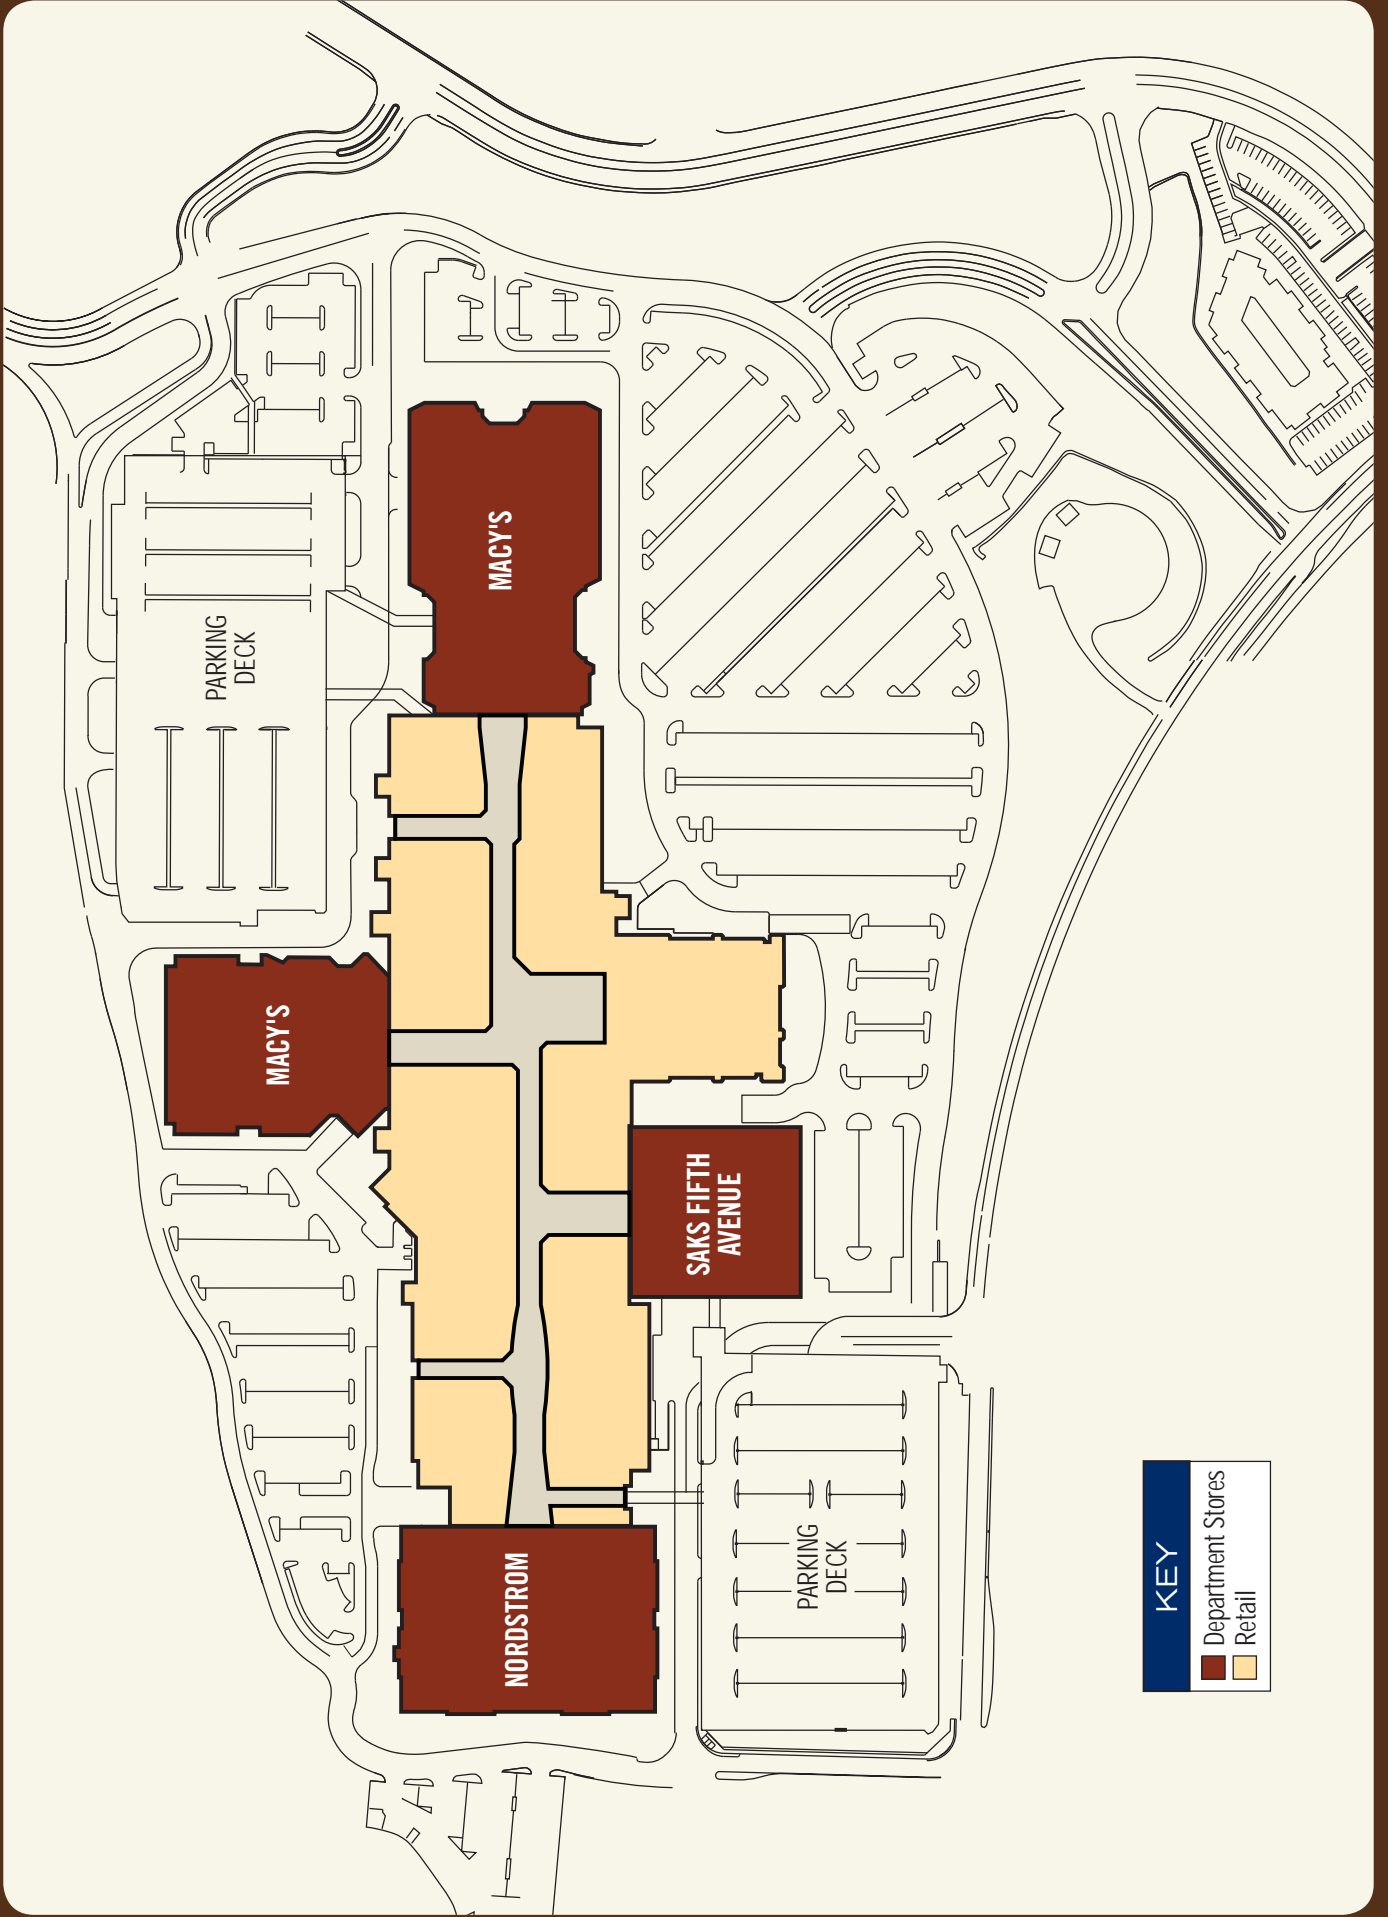 MACY'S
PARKING
DECK
MACY'S
SAKS FIFTH
AVENUE
NORDSTROM
PARKING
DECK
KEY
Department Stores
Retail